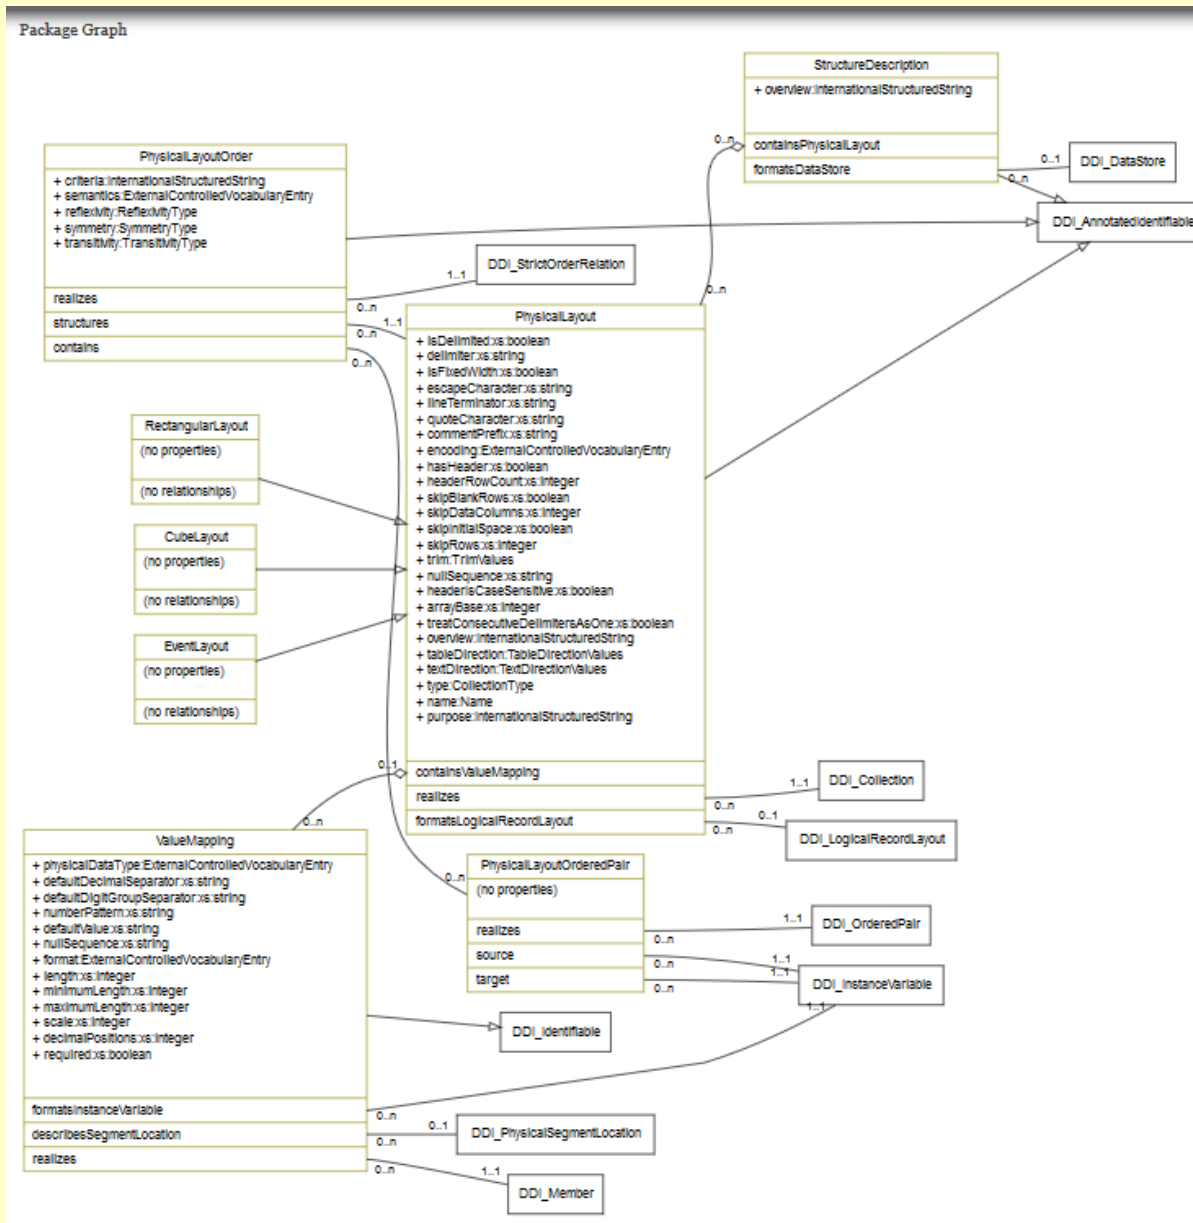 Package Graph
StructureDescription
+ overview:InternationalStructuredString
containsPhysicalLayout
formatsDataStore
0..n
0..1
0..n
DDI_DataStore
DDI_AnnotatedIdentifiable
PhysicalLayoutOrder
+ criteria:InternationalStructuredString
+ semantics:ExternalControlledVocabularyEntry
+ reflexivity:ReflexivityType
+ symmetry:SymmetryType
+ transitivity:TransitivityType
realizes
structures
contains
0..n
1..1
DDI_StrictOrderRelation
0..n
1..1
0..n
0..n
PhysicalLayout
+ isDelimited:xs:boolean
+ delimiter:xs:string
+ isFixedWidth:xs:boolean
+ escapeCharacter:xs:string
+ lineTerminator:xs:string
+ quoteCharacter:xs:string
+ commentPrefix:xs:string
+ encoding:ExternalControlledVocabularyEntry
+ hasHeader:xs:boolean
+ headerRowCount:xs:integer
+ skipBlankRows:xs:boolean
+ skipDataColumns:xs:integer
+ skipInitialSpace:xs:boolean
+ skipRows:xs:integer
+ trim:TrimValues
+ nullSequence:xs:string
+ headerIsCaseSensitive:xs:boolean
+ arrayBase:xs:integer
+ treatConsecutiveDelimitersAsOne:xs:boolean
+ overview:InternationalStructuredString
+ tableDirection:TableDirectionValues
+ textDirection:TextDirectionValues
+ type:CollectionType
+ name:Name
+ purpose:InternationalStructuredString
containsValueMapping
realizes
formatsLogicalRecordLayout
RectangularLayout
(no properties)
(no relationships)
CubeLayout
(no properties)
(no relationships)
EventLayout
(no properties)
(no relationships)
0..1
0..n
0..n
1..1
DDI_Collection
0..n
0..1
DDI_LogicalRecordLayout
ValueMapping
+ physicalDataType:ExternalControlledVocabularyEntry
+ defaultDecimalSeparator:xs:string
+ defaultDigitGroupSeparator:xs:string
+ numberPattern:xs:string
+ defaultValue:xs:string
+ nullSequence:xs:string
+ format:ExternalControlledVocabularyEntry
+ length:xs:integer
+ minimumLength:xs:integer
+ maximumLength:xs:integer
+ scale:xs:integer
+ decimalPositions:xs:integer
+ required:xs:boolean
formatsInstanceVariable
describesSegmentLocation
realizes
PhysicalLayoutOrderedPair
(no properties)
realizes
source
target
0..n
0..n
1..1
DDI_OrderedPair
0..n
1..1
0..n
1..1
DDI_InstanceVariable
1..1
DDI_Identifiable
0..n
0..n
0..1
DDI_PhysicalSegmentLocation
0..n
1..1
DDI_Member